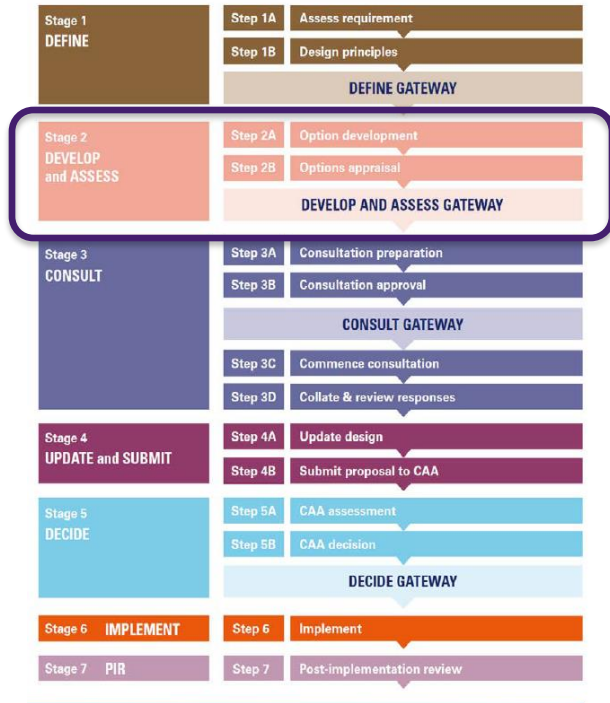 Stage 1
DEFINE
Step 1A Assess requirement
Step 1B Design principles
DEFINE GATEWAY
Stage 2
DEVELOP
and ASSESS
Step 2A Option development
Step 2B Options appraisal
DEVELOP AND ASSESS GATEWAY
Stage 3
CONSULT
Step 3A Consultation preparation
Step 3B Consultation approval
CONSULT GATEWAY
Step 3C Commence consultation
Step 3D Collate & review responses
Stage 4
UPDATE and SUBMIT
Step 4A Update design
Step 4B Submit proposal to CAA
Stage 5
DECIDE
Step 5A CAA assessment
Step 5B CAA decision
DECIDE GATEWAY
Stage 6 IMPLEMENT Step 6 Implement
Stage 7 PIR Step 7 Post-implementation review